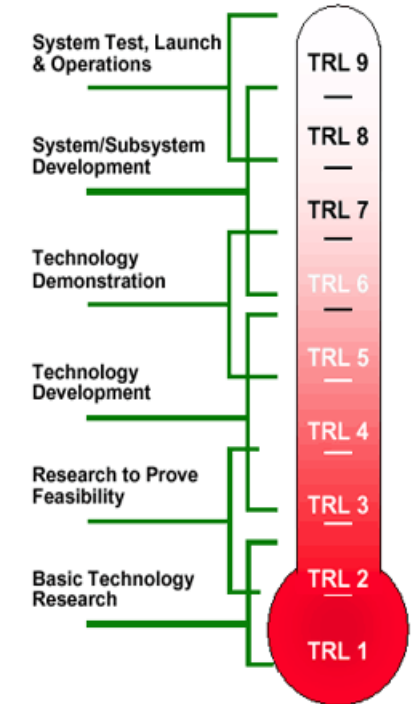 System Test, Launch
& Operations
System/Subsystem
Development
Technology
Demonstration
Technology
Development
Research to Prove
Feasibility
Basic Technology
Research
TRL 9
TRL 8
TRL 7
TRL 6
TRL 5
TRL 4
TRL 3
TRL 2
TRL 1